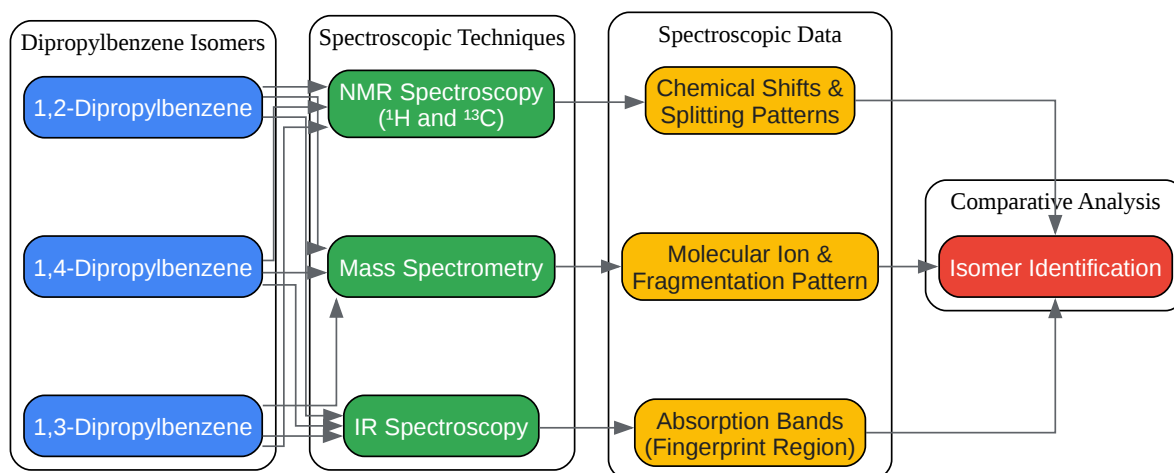 Dipropylbenzene Isomers
1,2-Dipropylbenzene
1,4-Dipropylbenzene
1,3-Dipropylbenzene
Spectroscopic Techniques
NMR Spectroscopy
(¹H and ¹³C)
Mass Spectrometry
IR Spectroscopy
Spectroscopic Data
Chemical Shifts &
Splitting Patterns
Molecular Ion &
Fragmentation Pattern
Absorption Bands
(Fingerprint Region)
Comparative Analysis
Isomer Identification